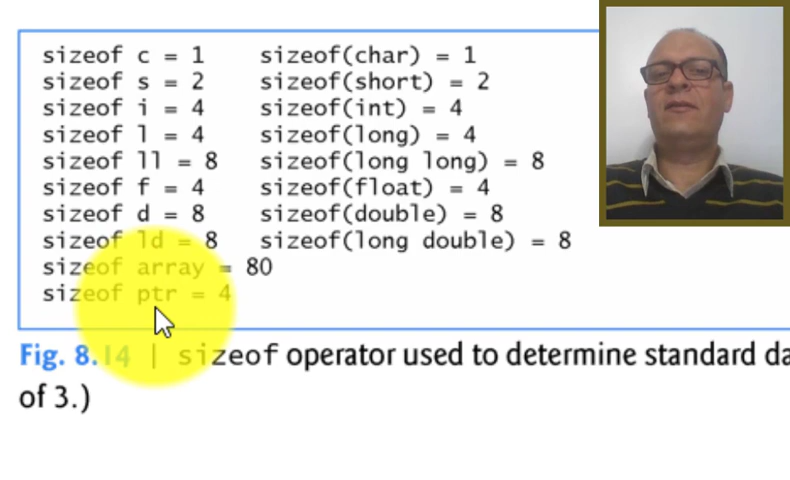 sizeof c = 1 sizeof(char) = 1
sizeof s = 2 sizeof(short) = 2
sizeof i = 4 sizeof(int) = 4
sizeof l = 4 sizeof(long) = 4
sizeof ll = 8 sizeof(long long) = 8
sizeof f = 4 sizeof(float) = 4
sizeof d = 8 sizeof(double) = 8
sizeof ld = 8 sizeof(long double) = 8
sizeof array = 80
sizeof ptr = 4
Fig. 8.14 | sizeof operator used to determine standard da
of 3.)